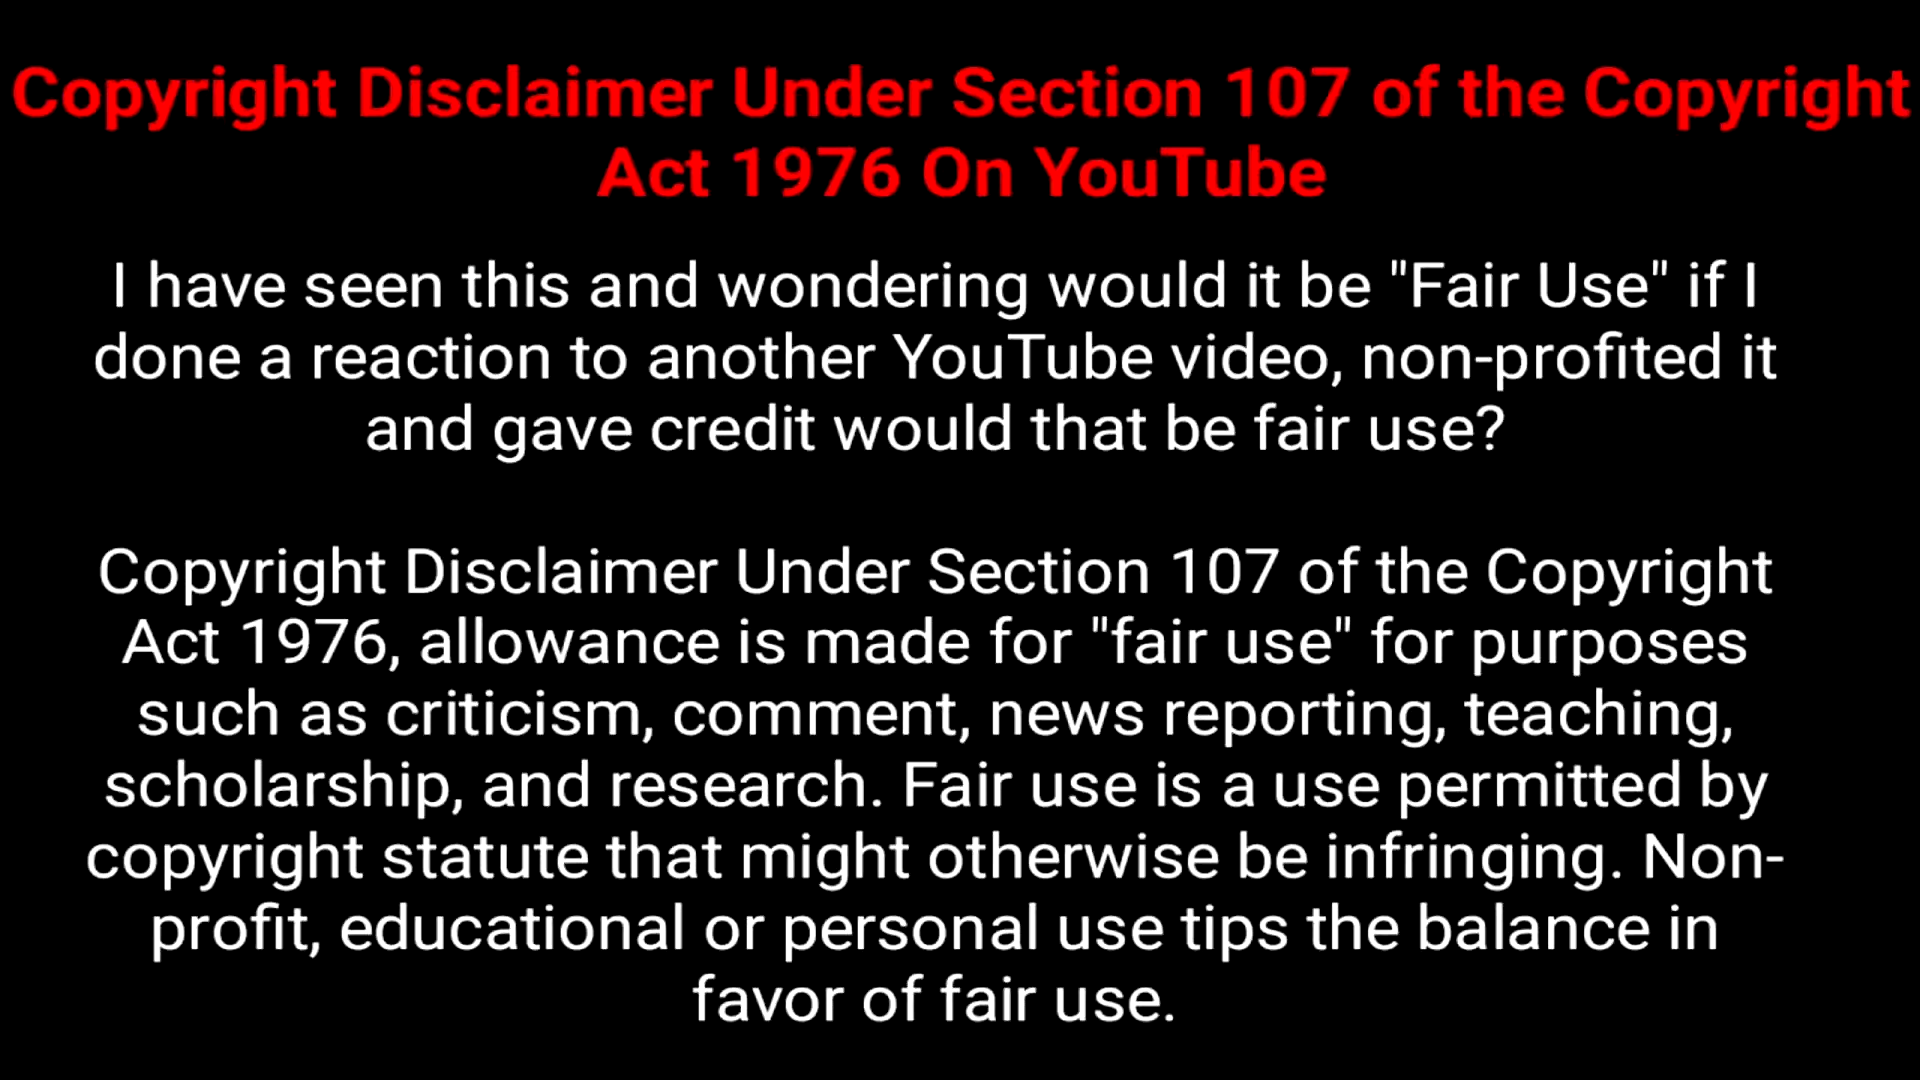 Copyright Disclaimer Under Section 107 of the Copyright
Act 1976 On YouTube
I have seen this and wondering would it be "Fair Use" if I
done a reaction to another YouTube video, non-profited it
and gave credit would that be fair use?
Copyright Disclaimer Under Section 107 of the Copyright
Act 1976, allowance is made for "fair use" for purposes
such as criticism, comment, news reporting, teaching,
scholarship, and research. Fair use is a use permitted by
copyright statute that might otherwise be infringing. Non-
profit, educational or personal use tips the balance in
favor of fair use.